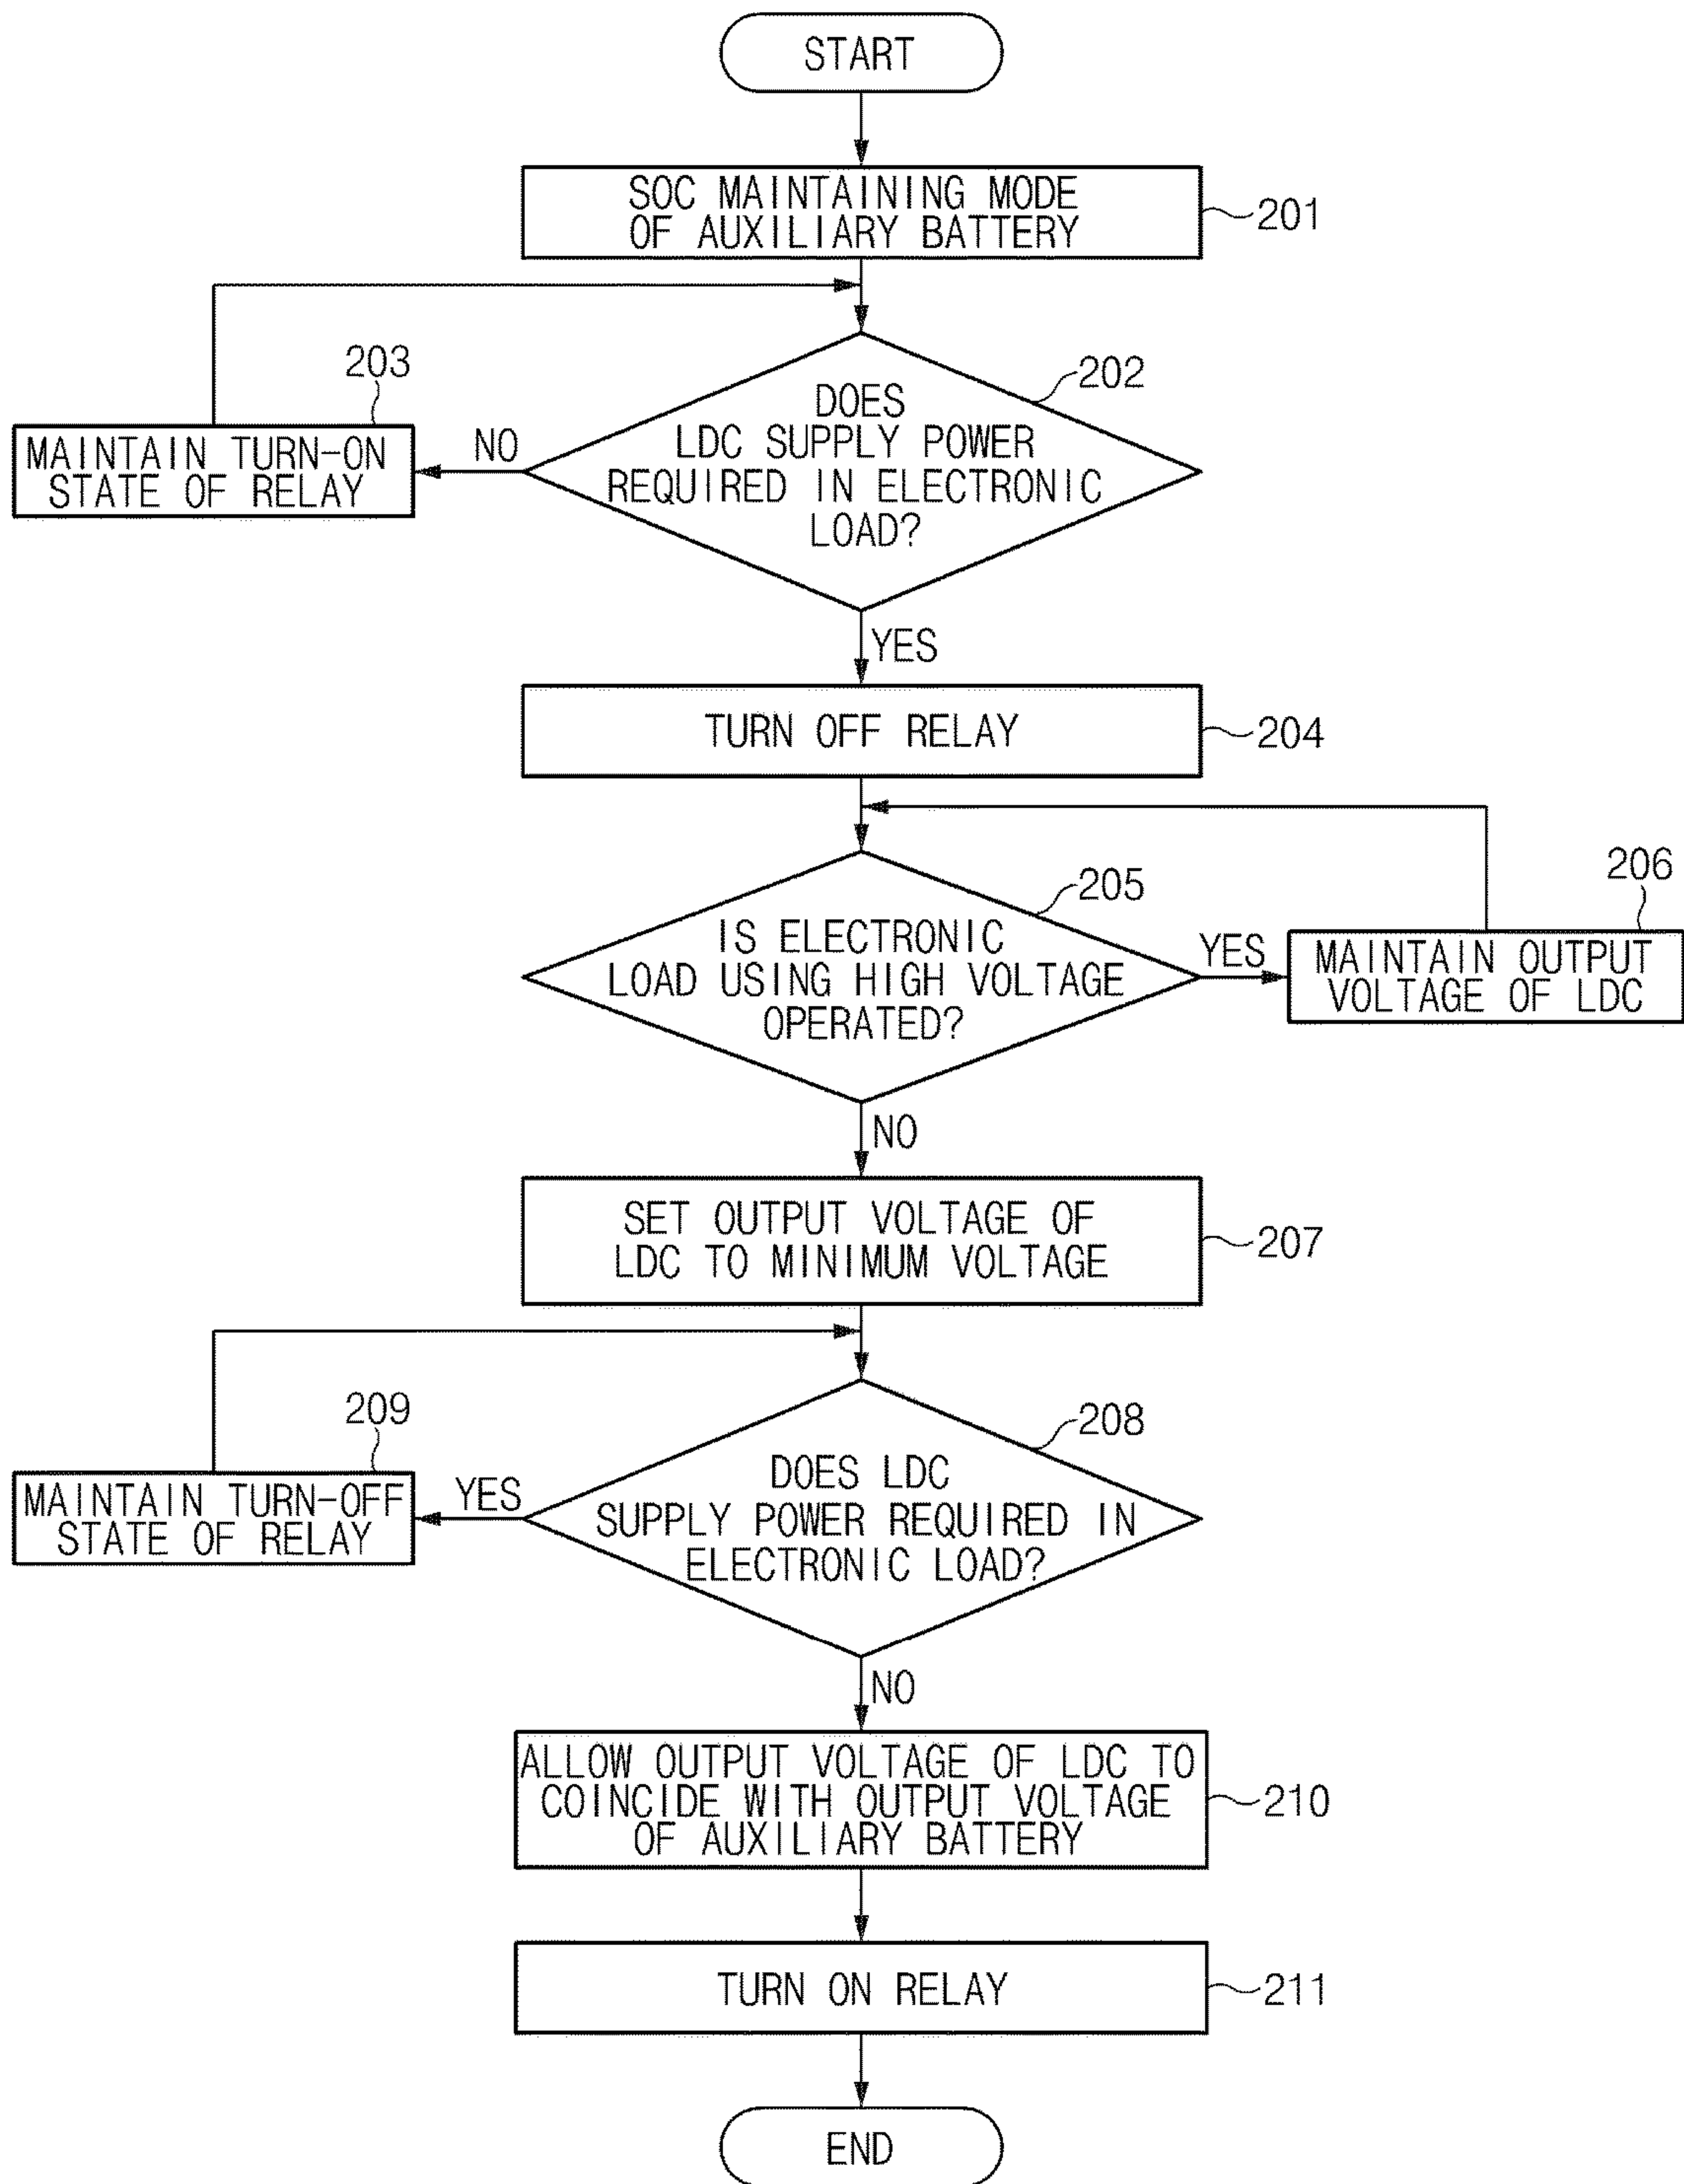 START
SOC MAINTAINING MODE
OF AUXILIARY BATTERY
201
203
202
DOES
LDC SUPPLY POWER
REQUIRED IN ELECTRONIC
LOAD?
NO
MAINTAIN TURN-ON
STATE OF RELAY
YES
TURN OFF RELAY
204
205
206
IS ELECTRONIC
LOAD USING HIGH VOLTAGE
OPERATED?
YES
MAINTAIN OUTPUT
VOLTAGE OF LDC
NO
SET OUTPUT VOLTAGE OF
LDC TO MINIMUM VOLTAGE
207
209
208
DOES LDC
SUPPLY POWER REQUIRED IN
ELECTRONIC LOAD?
YES
MAINTAIN TURN-OFF
STATE OF RELAY
NO
ALLOW OUTPUT VOLTAGE OF LDC TO
COINCIDE WITH OUTPUT VOLTAGE
OF AUXILIARY BATTERY
210
TURN ON RELAY
211
END